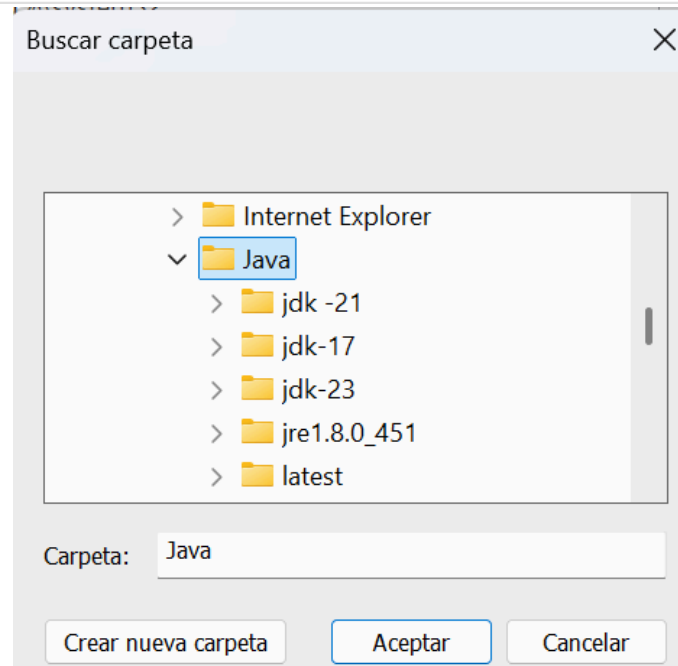 Buscar carpeta
Internet Explorer
Java
jdk -21
jdk-17
jdk-23
jre1.8.0_451
latest
Carpeta: Java
Crear nueva carpeta Aceptar Cancelar